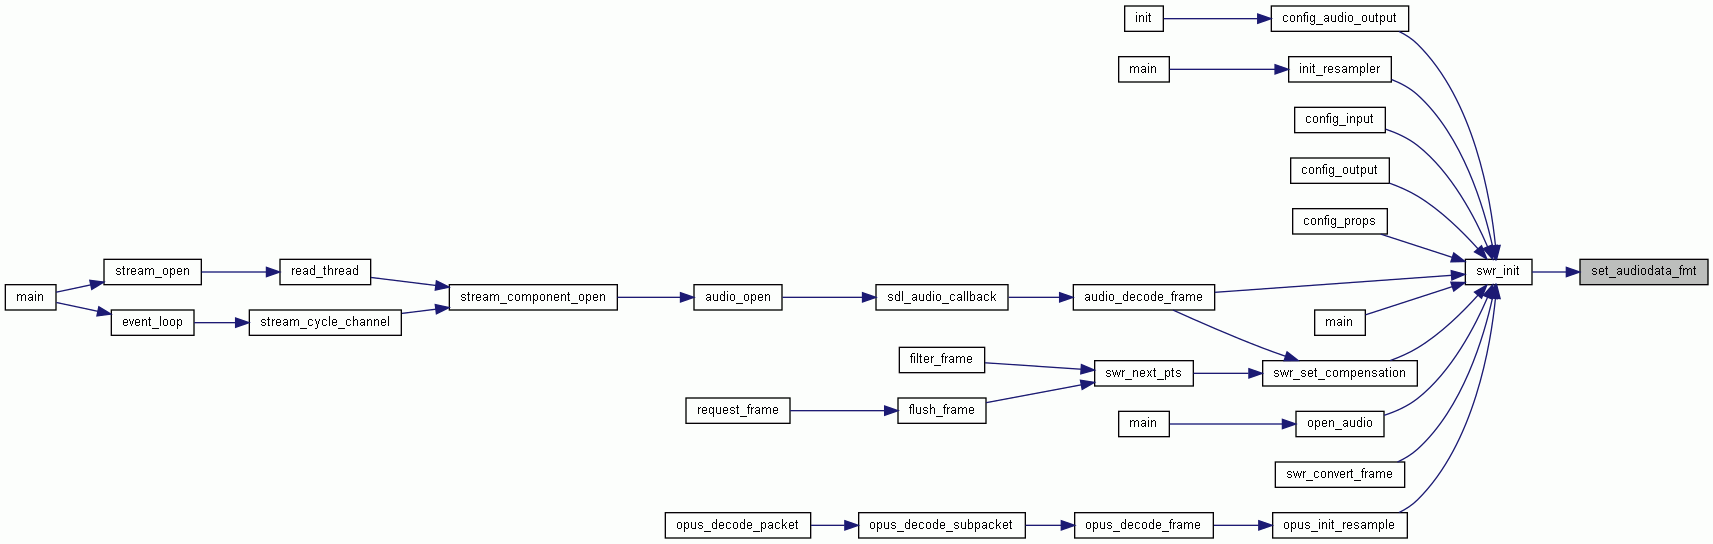 init
config_audio_output
main
init_resampler
config_input
config_output
config_props
stream_open
read_thread
swr_init
set_audiodata_fmt
main
stream_component_open
audio_open
sdl_audio_callback
audio_decode_frame
event_loop
stream_cycle_channel
main
filter_frame
swr_next_pts
swr_set_compensation
request_frame
flush_frame
main
open_audio
swr_convert_frame
opus_decode_packet
opus_decode_subpacket
opus_decode_frame
opus_init_resample